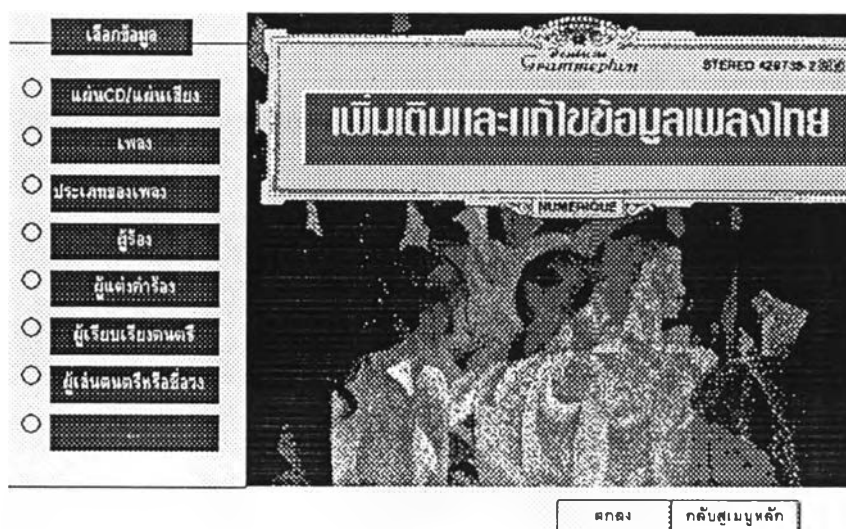 เลือกข้อมูล
แผ่นCD/แผ่นเสียง
เพลง
ประเภทของเพลง
ผู้ร้อง
ผู้แต่งคำร้อง
ผู้เรียบเรียงดนตรี
ผู้เล่นดนตรีหรือชื่อวง
...
Deutsche
Grammophon
STEREO
เพิ่มเติมและแก้ไขข้อมูลเพลงไทย
NUMERIQUE
ตกลง
กลับสู่เมนูหลัก